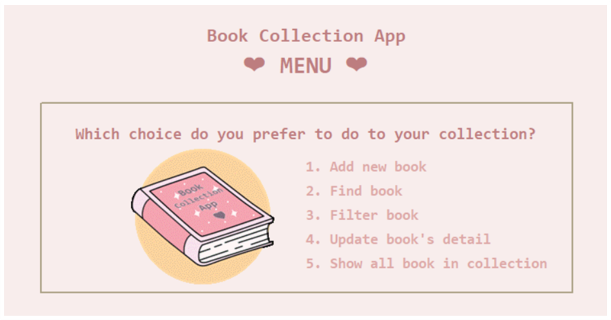 Book Collection App
❤ MENU ❤
Which choice do you prefer to do to your collection?
Book
Collection
App
1. Add new book
2. Find book
3. Filter book
4. Update book's detail
5. Show all book in collection